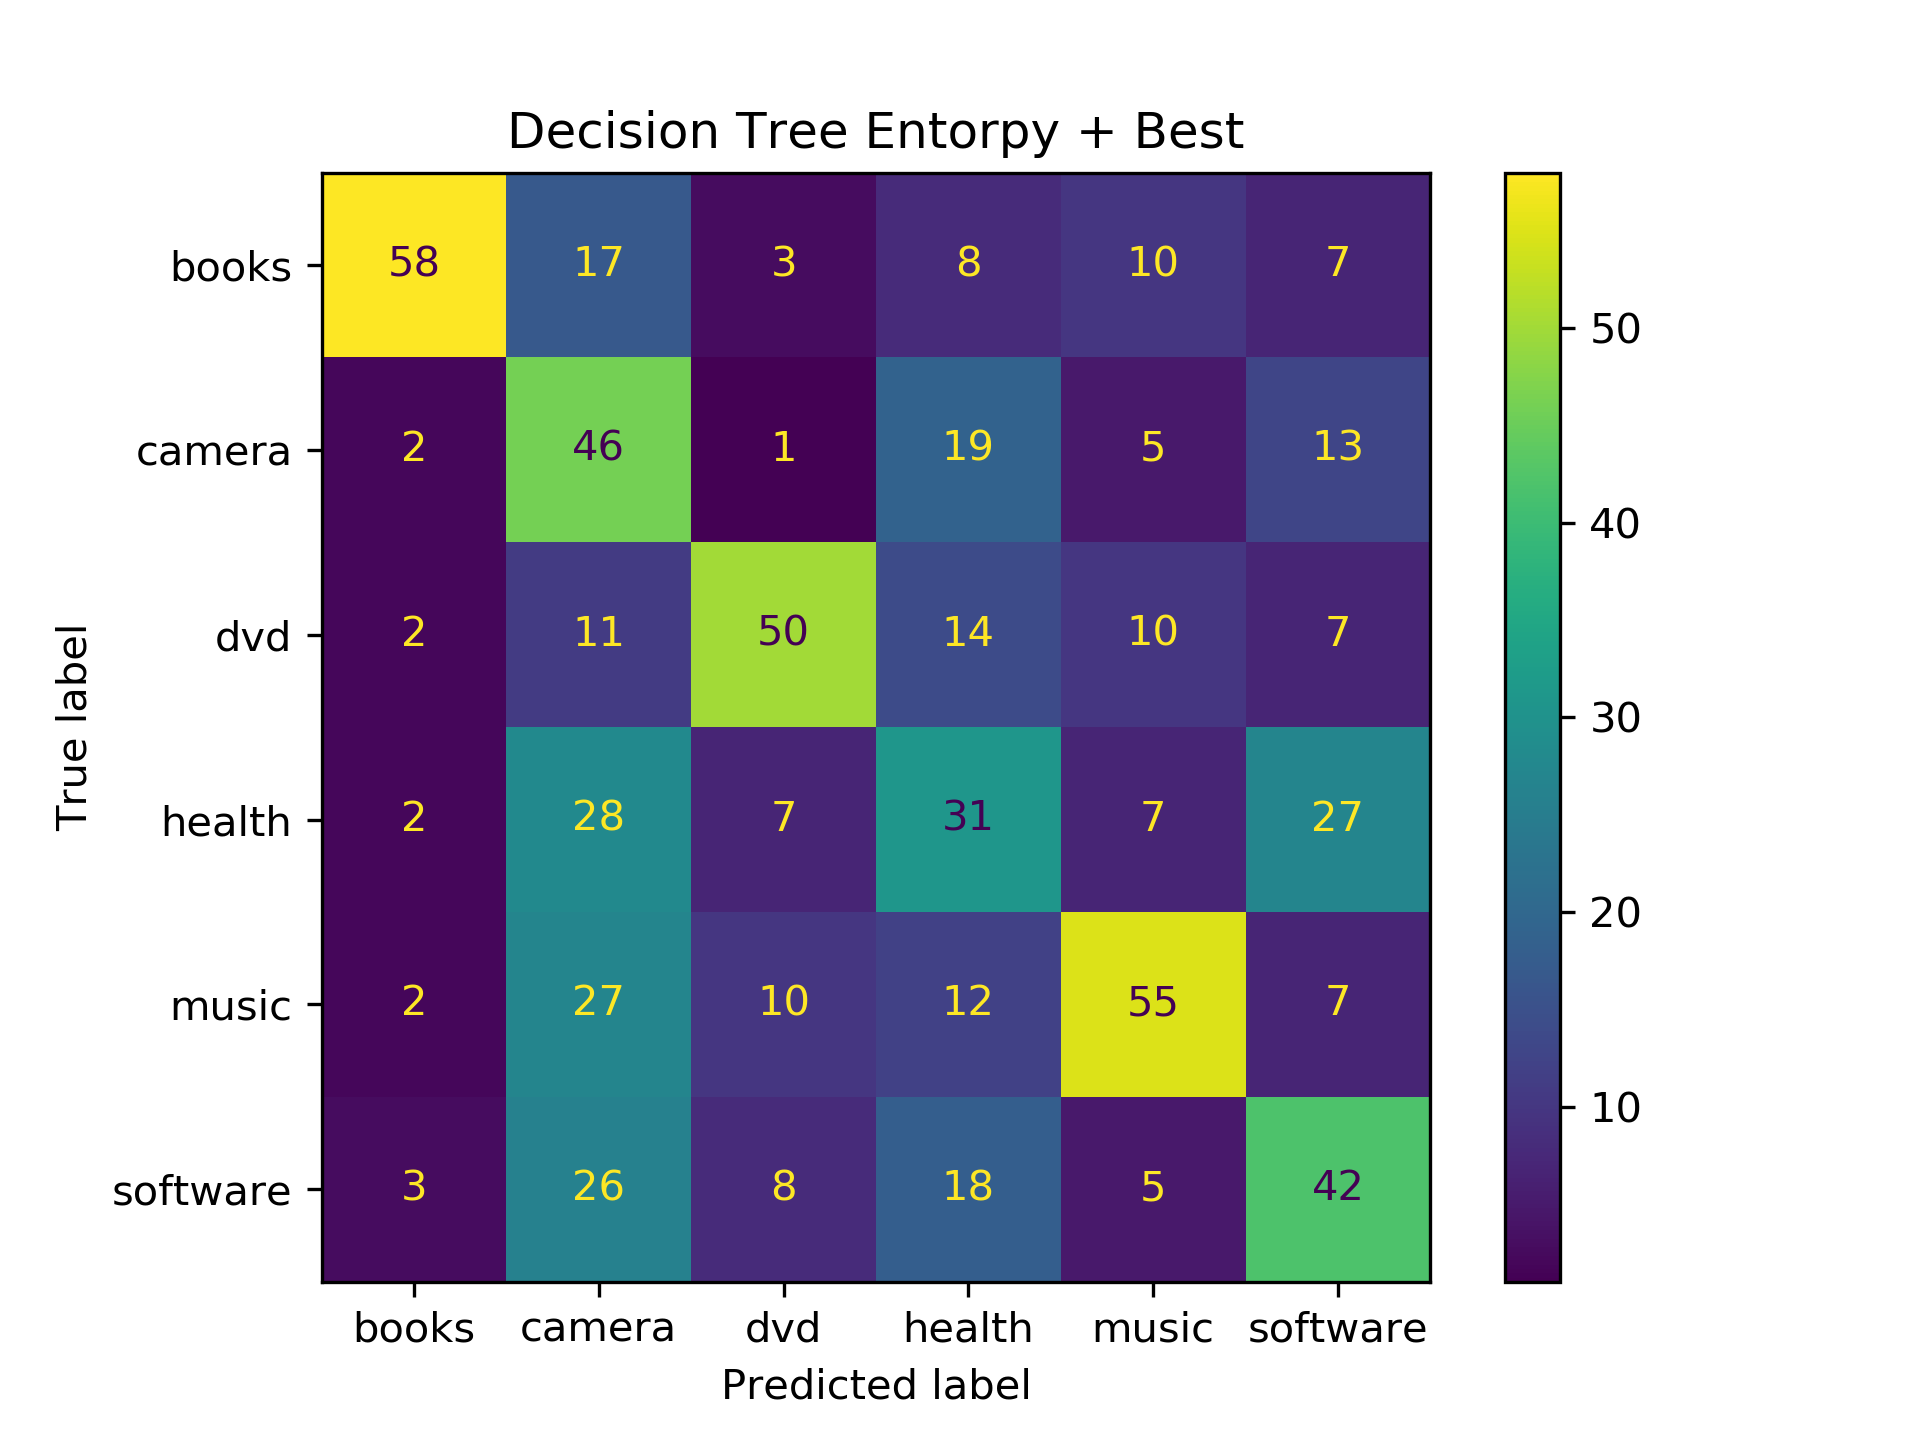 Decision Tree Entorpy + Best
books 58 17 3 8 10 7
camera 2 46 1 19 5 13
dvd 2 11 50 14 10 7
health 2 28 7 31 7 27
music 2 27 10 12 55 7
software 3 26 8 18 5 42
True label
books camera dvd health music software
Predicted label
50
40
30
20
10